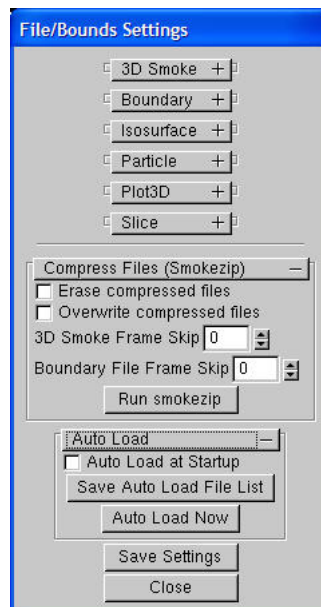 File/Bounds Settings
3D Smoke +
Boundary +
Isosurface +
Particle +
Plot3D +
Slice +
Compress Files (Smokezip) –
Erase compressed files
Overwrite compressed files
3D Smoke Frame Skip 0
Boundary File Frame Skip 0
Run smokezip
Auto Load –
Auto Load at Startup
Save Auto Load File List
Auto Load Now
Save Settings
Close